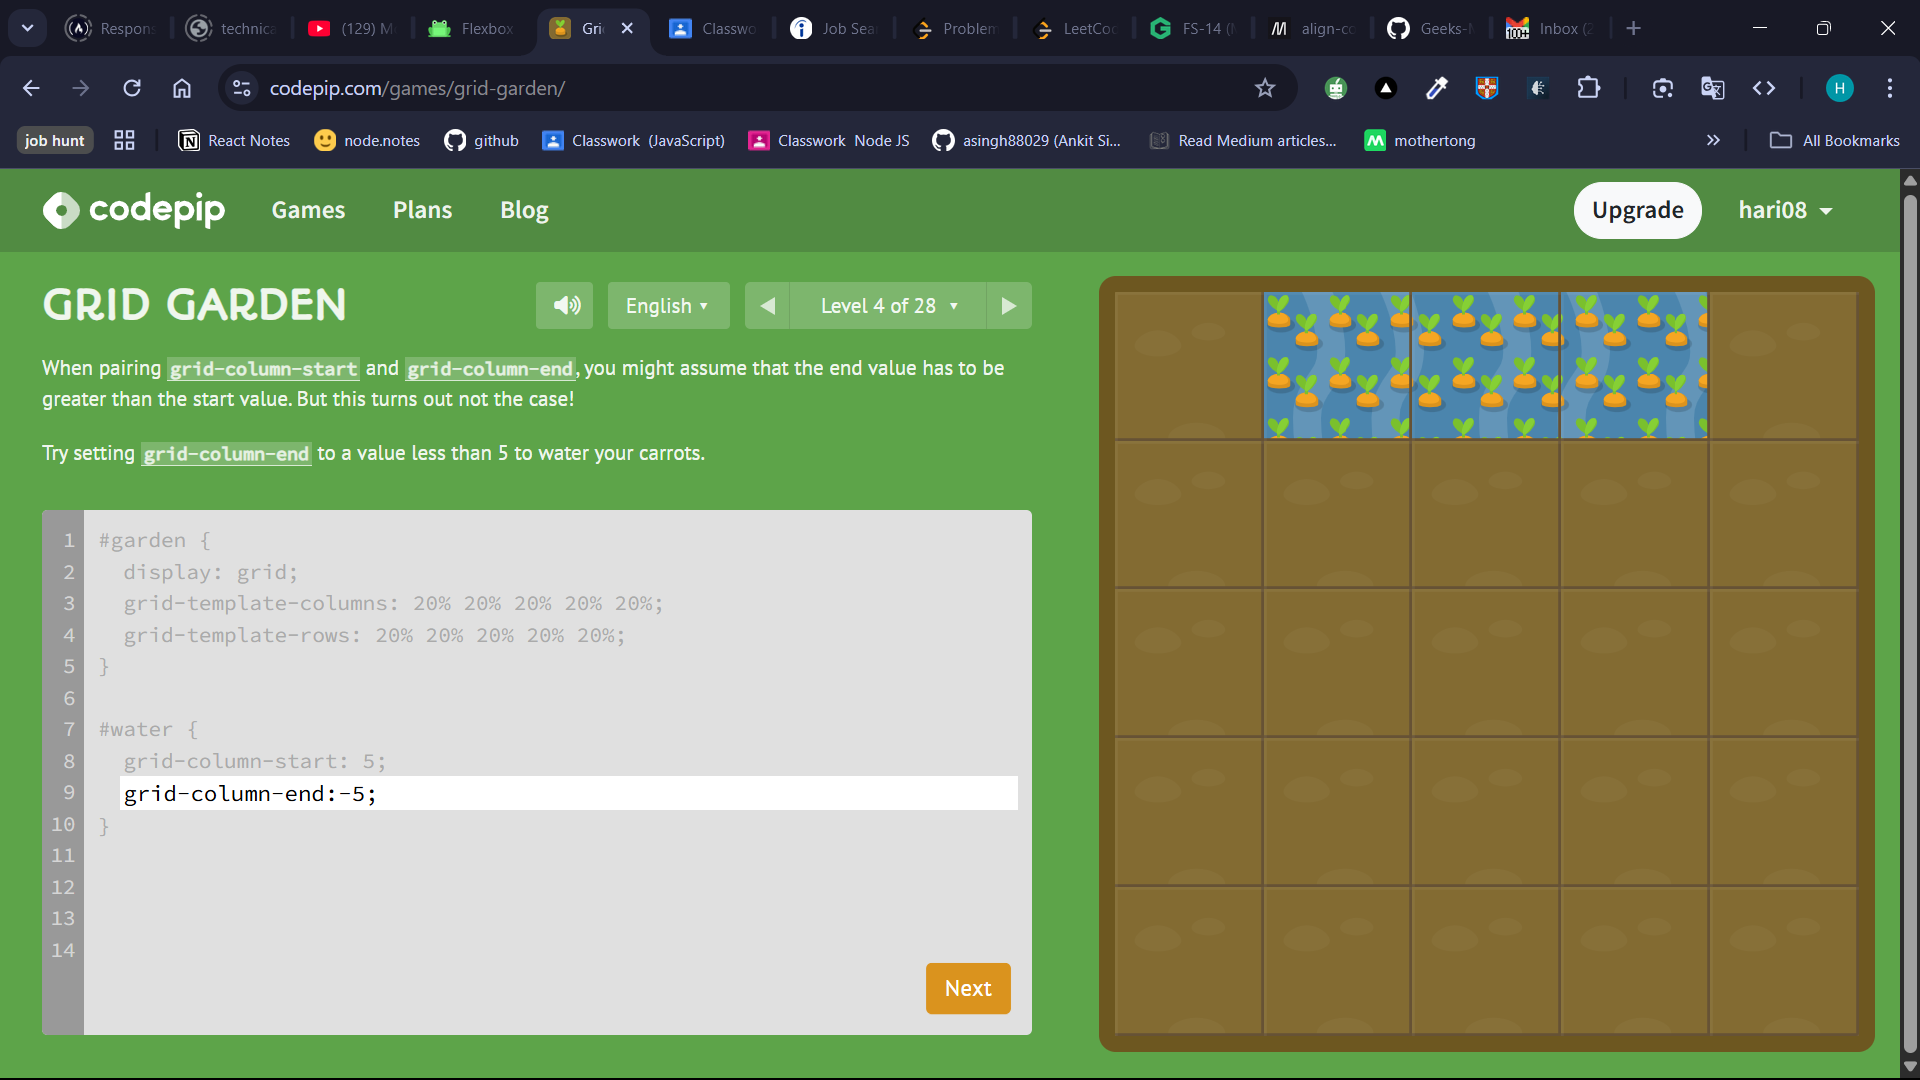 Respons
technica
(129) M
Flexbox
Gri
Classwo
Job Sea
Problem
LeetCod
FS-14 (
align-co
Geeks-
Inbox (2
codepip.com/games/grid-garden/
H
job hunt
React Notes
node.notes
github
Classwork (JavaScript)
Classwork Node JS
asingh88029 (Ankit Si...
Read Medium articles...
mothertong
All Bookmarks
codepip
Games
Plans
Blog
Upgrade
hari08
GRID GARDEN
English
Level 4 of 28
When pairing grid-column-start and grid-column-end, you might assume that the end value has to be
greater than the start value. But this turns out not the case!
Try setting grid-column-end to a value less than 5 to water your carrots.
1 #garden {
2 display: grid;
3 grid-template-columns: 20% 20% 20% 20% 20%;
4 grid-template-rows: 20% 20% 20% 20% 20%;
5 }
6
7 #water {
8 grid-column-start: 5;
9 grid-column-end:-5;
10 }
11
12
13
14
Next